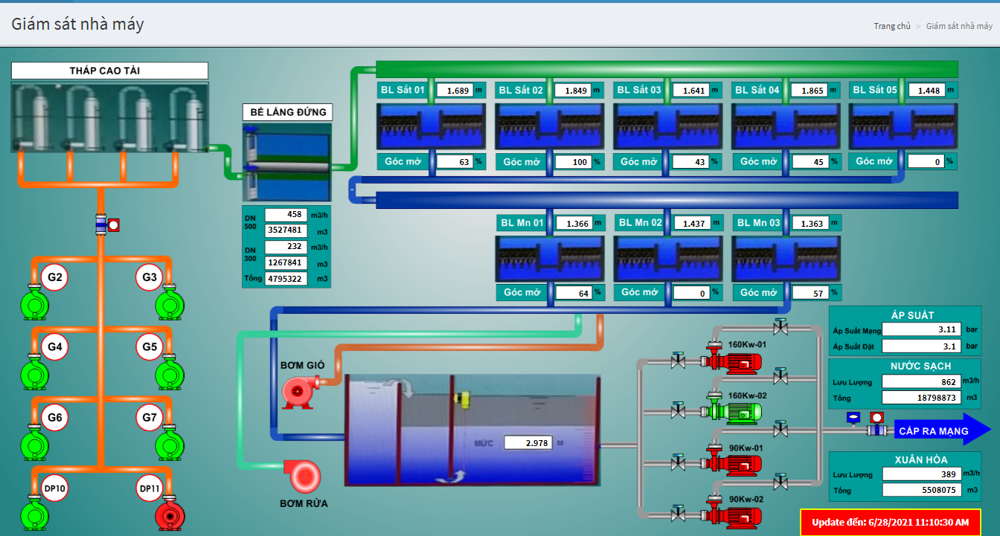 Giám sát nhà máy
Trang chủ > Giám sát nhà máy
THÁP CAO TÀI
BỂ LẮNG ĐỨNG
DN 500 458 m3/h
3527481 m3
DN 300 232 m3/h
1267841 m3
Tổng 4795322 m3
BL Sắt 01 1.689 m
Góc mở 63 %
BL Sắt 02 1.849 m
Góc mở 100 %
BL Sắt 03 1.641 m
Góc mở 43 %
BL Sắt 04 1.865 m
Góc mở 45 %
BL Sắt 05 1.448 m
Góc mở 0 %
BL Mn 01 1.366 m
Góc mở 64 %
BL Mn 02 1.437 m
Góc mở 0 %
BL Mn 03 1.363 m
Góc mở 57 %
G2
G3
G4
G5
G6
G7
DP10
DP11
BƠM GIÓ
BƠM RỬA
MỨC 2.978 M
160Kw-01
160Kw-02
90Kw-01
90Kw-02
ÁP SUẤT
Áp Suất Mạng 3.11 bar
Áp Suất Đặt 3.1 bar
NƯỚC SẠCH
Lưu Lượng 862 m3/h
Tổng 18798873 m3
CẤP RA MẠNG
XUÂN HÒA
Lưu Lượng 389 m3/h
Tổng 5508075 m3
Update đến: 6/28/2021 11:10:30 AM